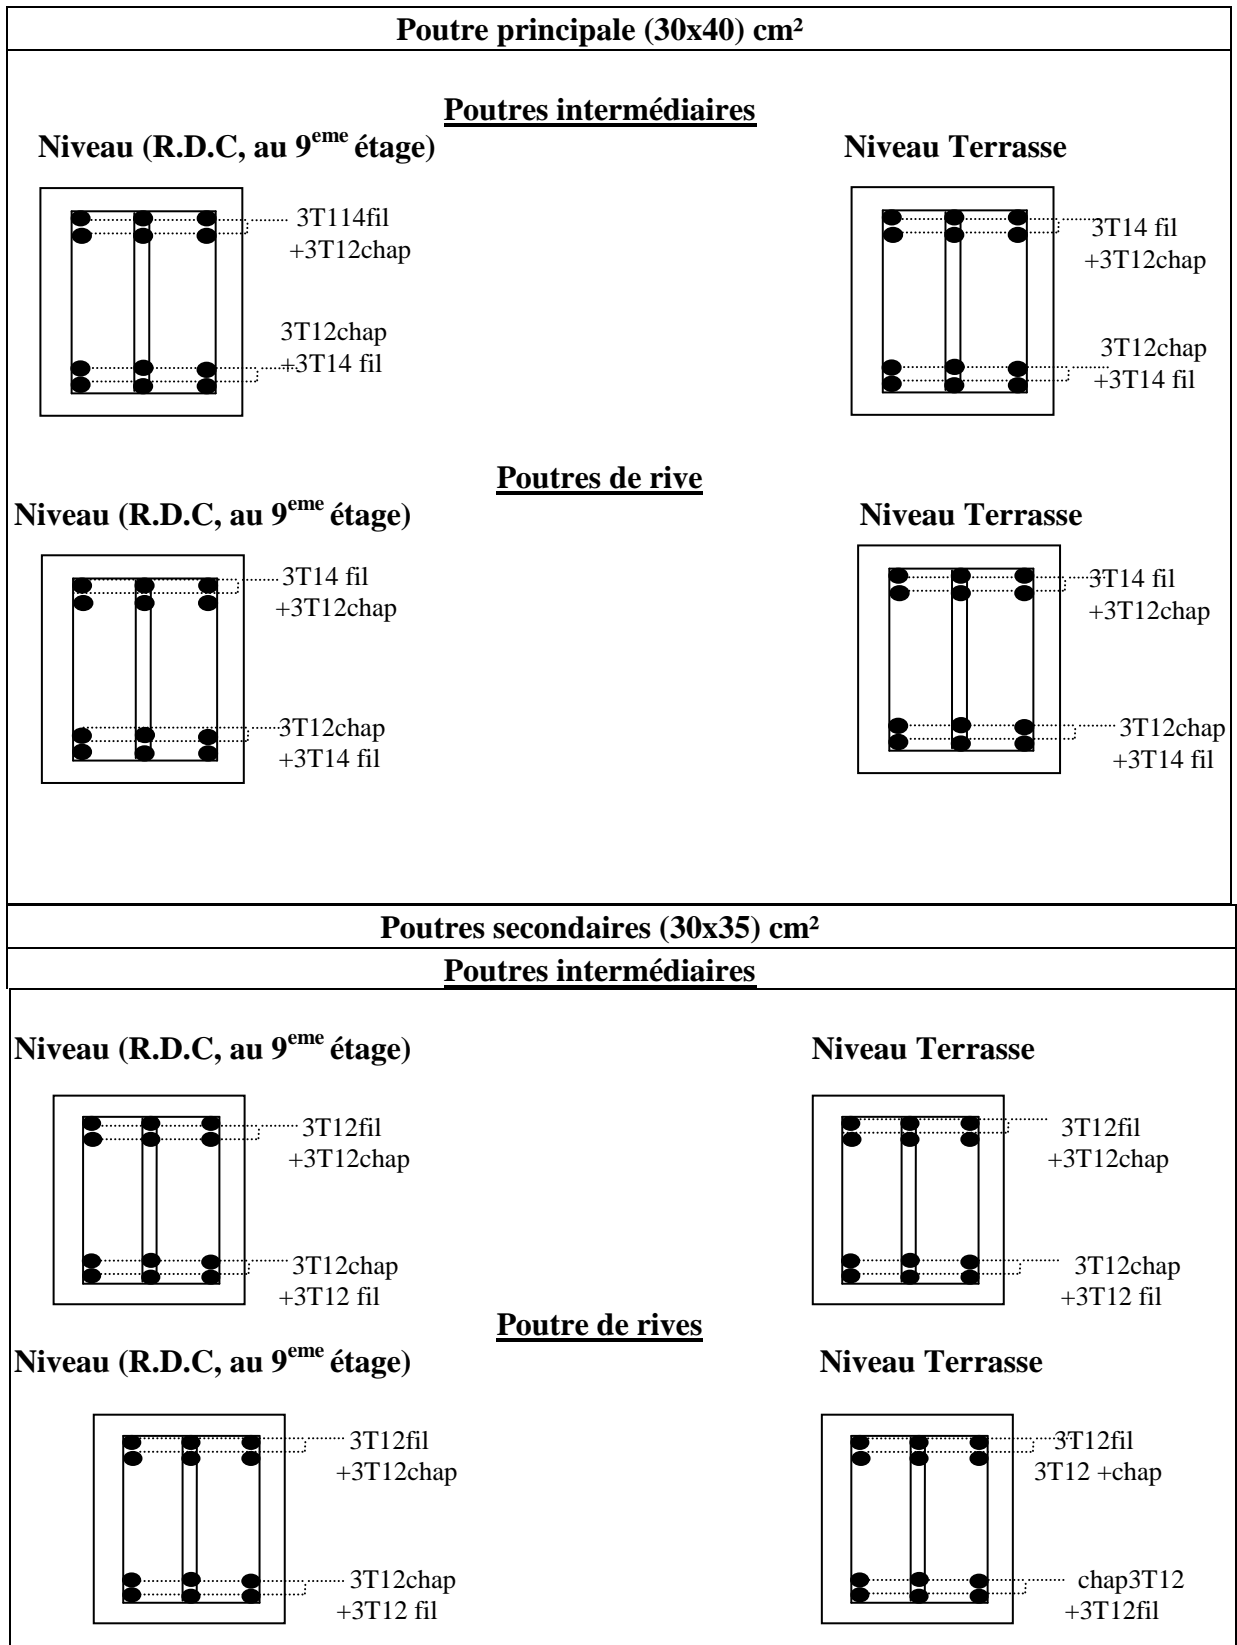 Poutre principale (30x40) cm²
Poutres intermédiaires
Niveau (R.D.C, au 9eme étage)
Niveau Terrasse
3T114fil
+3T12chap
3T12chap
+3T14 fil
3T14 fil
+3T12chap
3T12chap
+3T14 fil
Poutres de rive
Niveau (R.D.C, au 9eme étage)
Niveau Terrasse
3T14 fil
+3T12chap
3T12chap
+3T14 fil
3T14 fil
+3T12chap
3T12chap
+3T14 fil
Poutres secondaires (30x35) cm²
Poutres intermédiaires
Niveau (R.D.C, au 9eme étage)
Niveau Terrasse
3T12fil
+3T12chap
3T12chap
+3T12 fil
3T12fil
+3T12chap
3T12chap
+3T12 fil
Poutre de rives
Niveau (R.D.C, au 9eme étage)
Niveau Terrasse
3T12fil
+3T12chap
3T12chap
+3T12 fil
3T12fil
3T12 +chap
chap3T12
+3T12fil